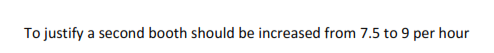 To justify a second booth should be increased from 7.5 to 9 per hour